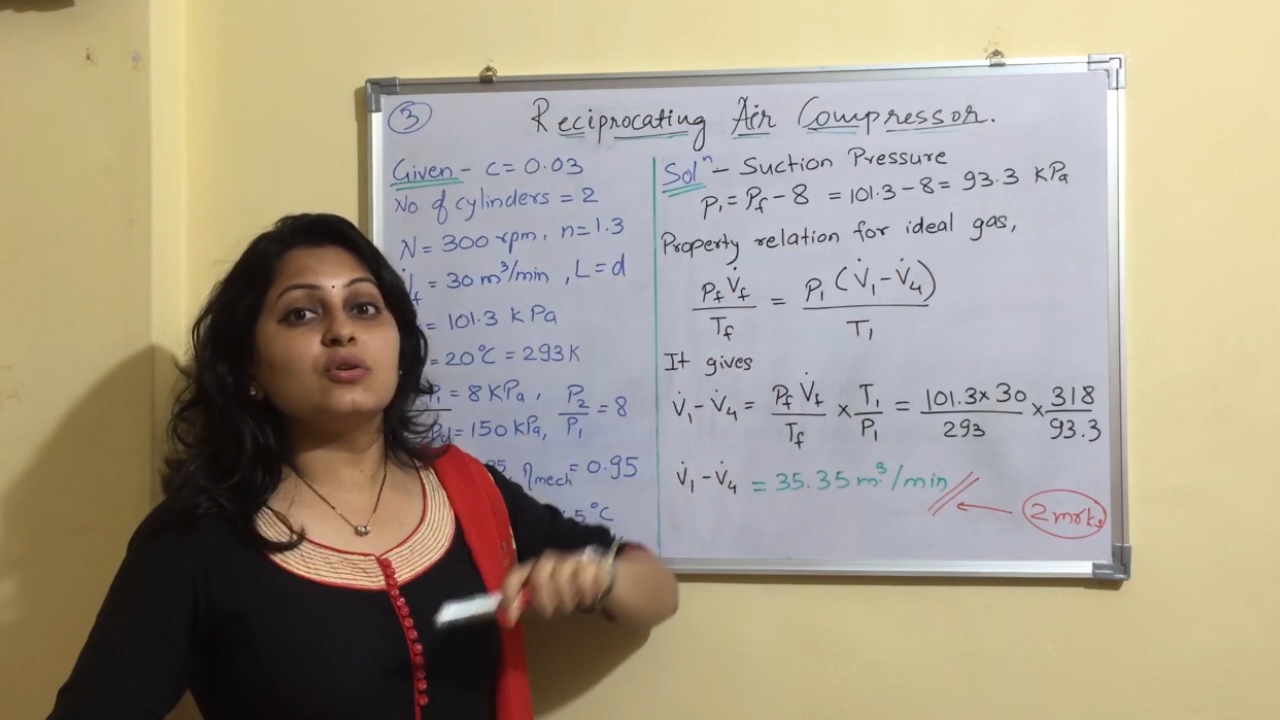 3
Reciprocating Air Compressor.
Given - c = 0.03
No. of cylinders = 2
N = 300 rpm, n = 1.3
V̇f = 30 m³/min, L = d
= 101.3 kPa
= 20°C = 293K
P₁ = 8 KPa, P₂/P₁ = 8
Pd = 150 kPa,
ηmech = 0.95
5°C
Solⁿ - Suction Pressure
P₁ = Pf - 8 = 101.3 - 8 = 93.3 kPa
Property relation for ideal gas,
Pf V̇f / Tf = P₁ (V̇₁ - V̇₄) / T₁
It gives
V̇₁ - V̇₄ = Pf V̇f / Tf × T₁ / P₁ = 101.3 × 30 / 293 × 318 / 93.3
V̇₁ - V̇₄ = 35.35 m³/min
2 mrks